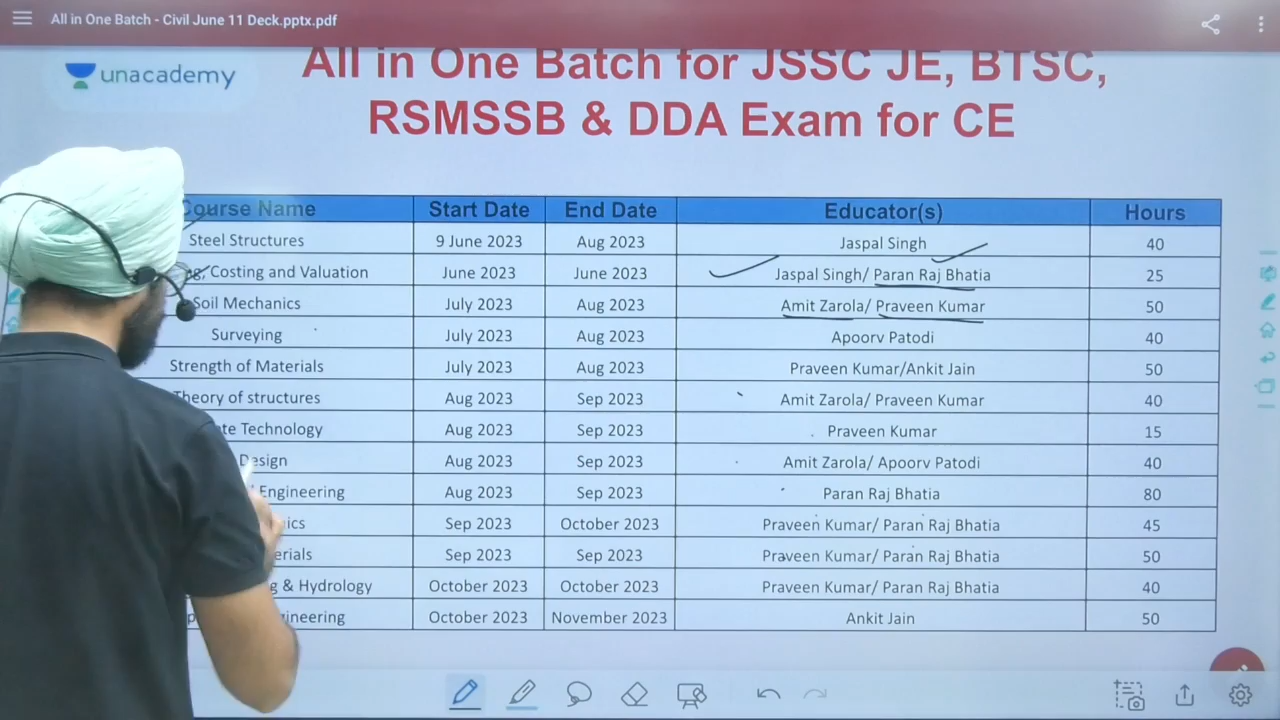 All in One Batch - Civil June 11 Deck.pptx.pdf
unacademy
All in One Batch for JSSC JE, BTSC,
RSMSSB & DDA Exam for CE
Course Name Start Date End Date Educator(s) Hours
Steel Structures 9 June 2023 Aug 2023 Jaspal Singh 40
Costing and Valuation June 2023 June 2023 Jaspal Singh/ Paran Raj Bhatia 25
Soil Mechanics July 2023 Aug 2023 Amit Zarola/ Praveen Kumar 50
Surveying July 2023 Aug 2023 Apoorv Patodi 40
Strength of Materials July 2023 Aug 2023 Praveen Kumar/Ankit Jain 50
Theory of structures Aug 2023 Sep 2023 Amit Zarola/ Praveen Kumar 40
Technology Aug 2023 Sep 2023 Praveen Kumar 15
Design Aug 2023 Sep 2023 Amit Zarola/ Apoorv Patodi 40
Engineering Aug 2023 Sep 2023 Paran Raj Bhatia 80
Sep 2023 October 2023 Praveen Kumar/ Paran Raj Bhatia 45
Sep 2023 Sep 2023 Praveen Kumar/ Paran Raj Bhatia 50
& Hydrology October 2023 October 2023 Praveen Kumar/ Paran Raj Bhatia 40
October 2023 November 2023 Ankit Jain 50